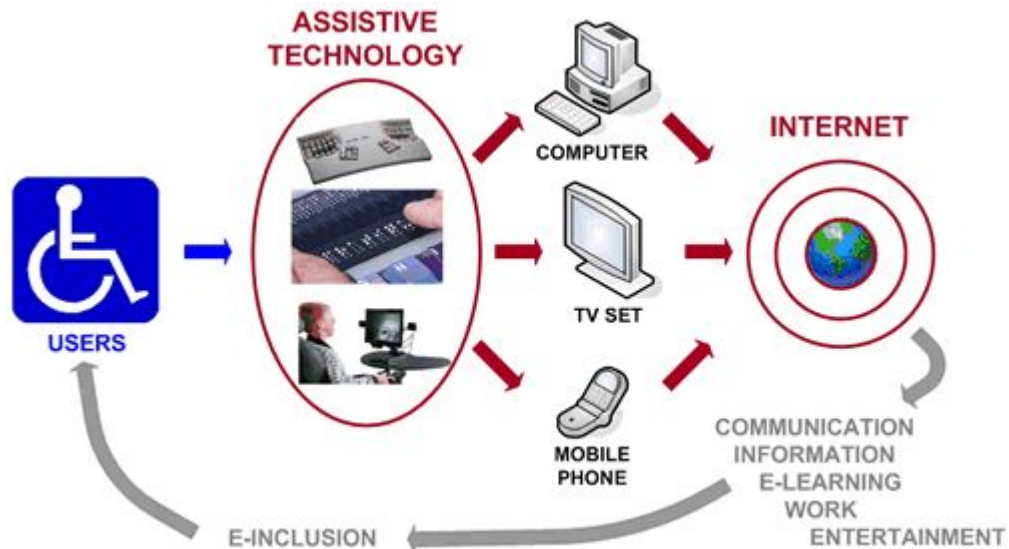 ASSISTIVE
TECHNOLOGY
COMPUTER
INTERNET
USERS
TV SET
MOBILE
PHONE
COMMUNICATION
INFORMATION
E-LEARNING
WORK
ENTERTAINMENT
E-INCLUSION